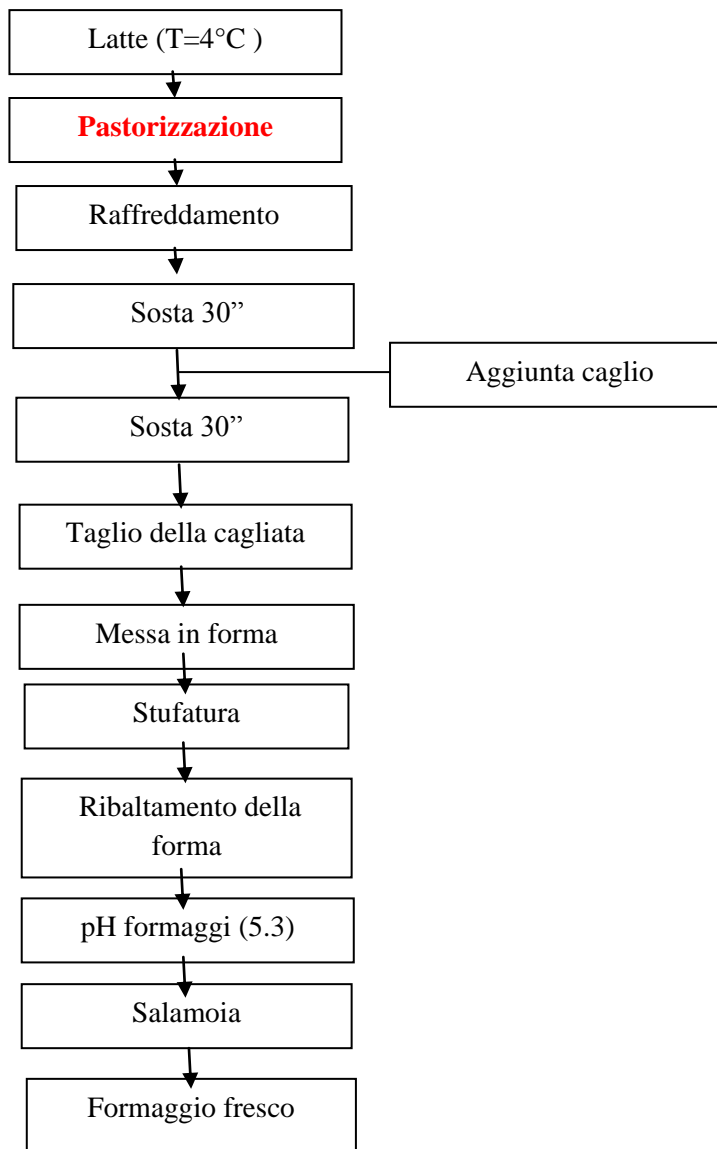 Latte (T=4°C )
Pastorizzazione
Raffreddamento
Sosta 30”
Aggiunta caglio
Sosta 30”
Taglio della cagliata
Messa in forma
Stufatura
Ribaltamento della
forma
pH formaggi (5.3)
Salamoia
Formaggio fresco